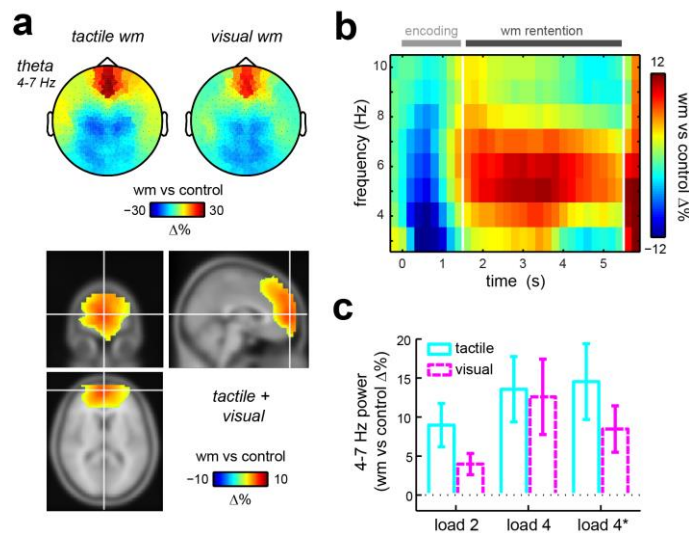 a
tactile wm visual wm
theta
4-7 Hz
wm vs control
−30 30
Δ%
tactile +
visual
wm vs control
−10 10
Δ%
b
encoding wm rentention
10
8
6
4
frequency (Hz)
0 1 2 3 4 5
time (s)
12
−12
wm vs control Δ%
c
tactile
visual
20
15
10
5
0
4-7 Hz power
(wm vs control Δ%)
load 2 load 4 load 4*